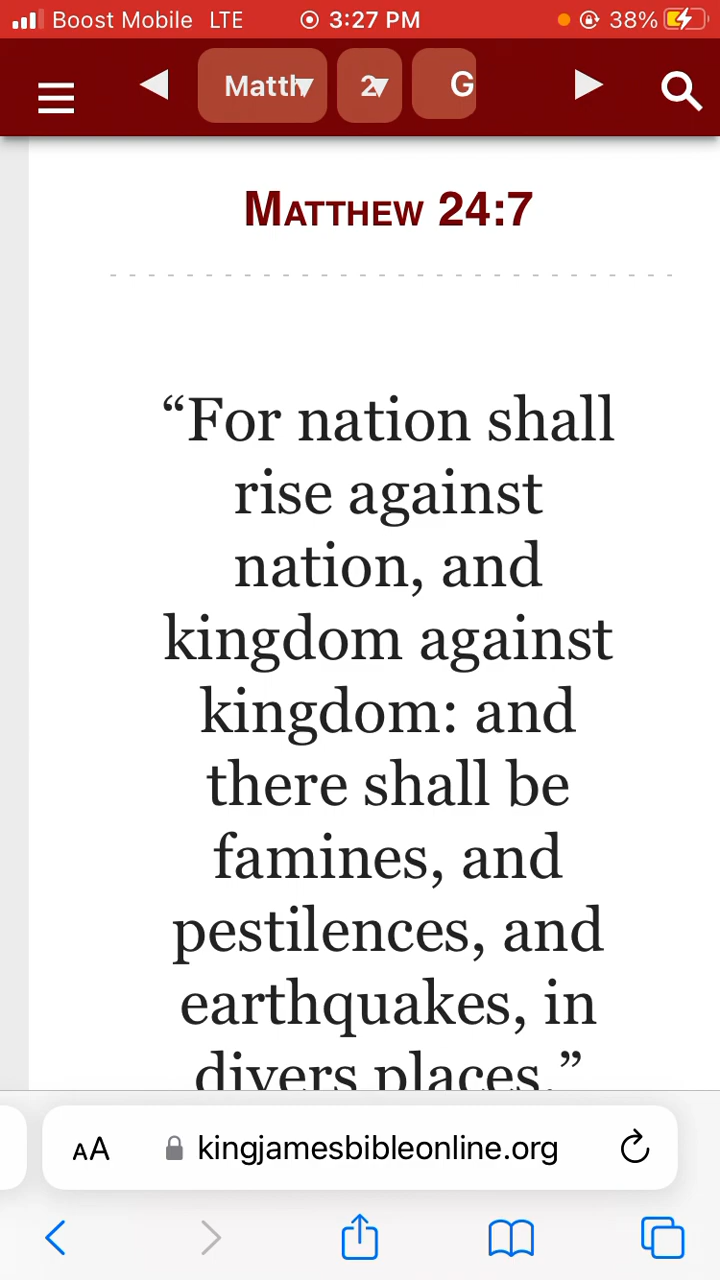 Boost Mobile LTE 3:27 PM 38%
Matth 2 G
MATTHEW 24:7
“For nation shall
rise against
nation, and
kingdom against
kingdom: and
there shall be
famines, and
pestilences, and
earthquakes, in
divers places.”
AA kingjamesbibleonline.org